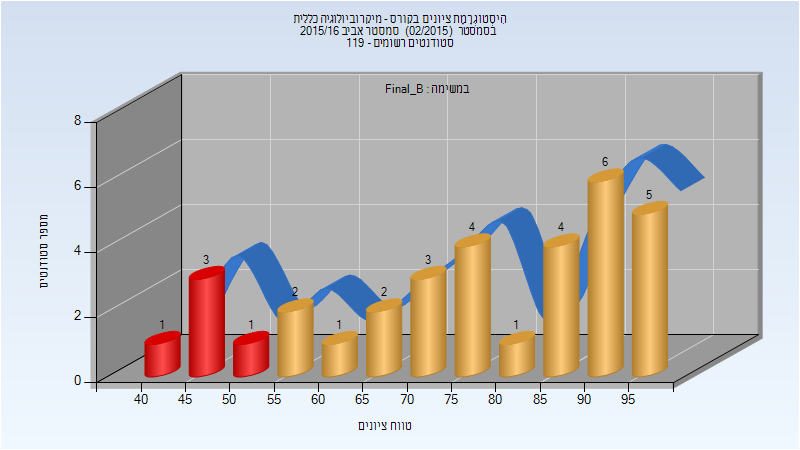 היסטוגרמת ציונים בקורס - מיקרוביולוגיה כללית
בסמסטר (02/2015) סמסטר אביב 2015/16
סטודנטים רשומים - 119
במשימה : Final_B
מספר סטודנטים
8
6
4
2
0
1
3
1
2
1
2
3
4
1
4
6
5
40 45 50 55 60 65 70 75 80 85 90 95
טווח ציונים